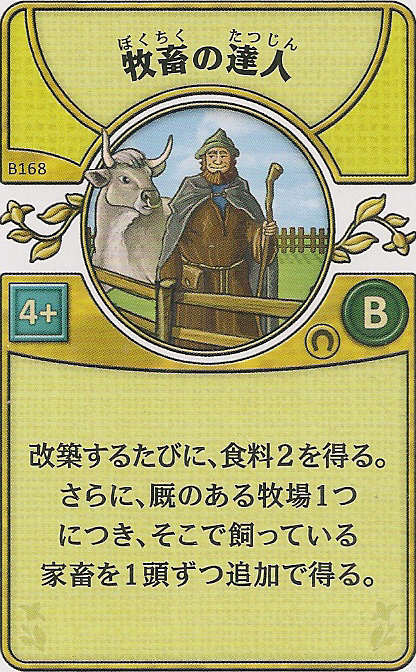 ぼくちく たつじん
牧畜の達人
B168
4+
B
改築するたびに、食料2を得る。
さらに、厩のある牧場1つ
につき、そこで飼っている
家畜を1頭ずつ追加で得る。